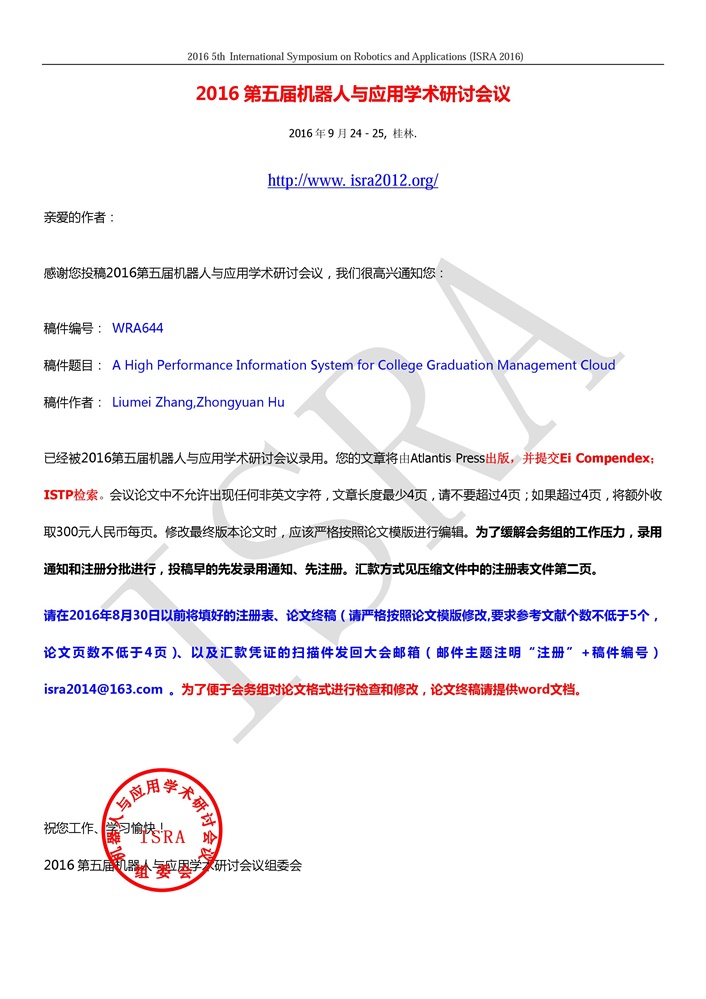 2016 5th International Symposium on Robotics and Applications (ISRA 2016)
2016 第五届机器人与应用学术研讨会议
2016 年 9 月 24 - 25, 桂林.
http://www. isra2012.org/
亲爱的作者：
感谢您投稿2016第五届机器人与应用学术研讨会议，我们很高兴通知您：
稿件编号： WRA644
稿件题目： A High Performance Information System for College Graduation Management Cloud
稿件作者： Liumei Zhang,Zhongyuan Hu
已经被2016第五届机器人与应用学术研讨会议录用。您的文章将由Atlantis Press出版，并提交Ei Compendex;
ISTP检索。会议论文中不允许出现任何非英文字符，文章长度最少4页，请不要超过4页；如果超过4页，将额外收
取300元人民币每页。修改最终版本论文时，应该严格按照论文模版进行编辑。为了缓解会务组的工作压力，录用
通知和注册分批进行，投稿早的先发录用通知、先注册。汇款方式见压缩文件中的注册表文件第二页。
请在2016年8月30日以前将填好的注册表、论文终稿（请严格按照论文模版修改,要求参考文献个数不低于5个，
论文页数不低于4页）、以及汇款凭证的扫描件发回大会邮箱（邮件主题注明“注册”+稿件编号）
isra2014@163.com 。为了便于会务组对论文格式进行检查和修改，论文终稿请提供word文档。
祝您工作、学习愉快！
2016 第五届机器人与应用学术研讨会议组委会
机器人与应用学术研讨会议
ISRA
组委会
ISRA